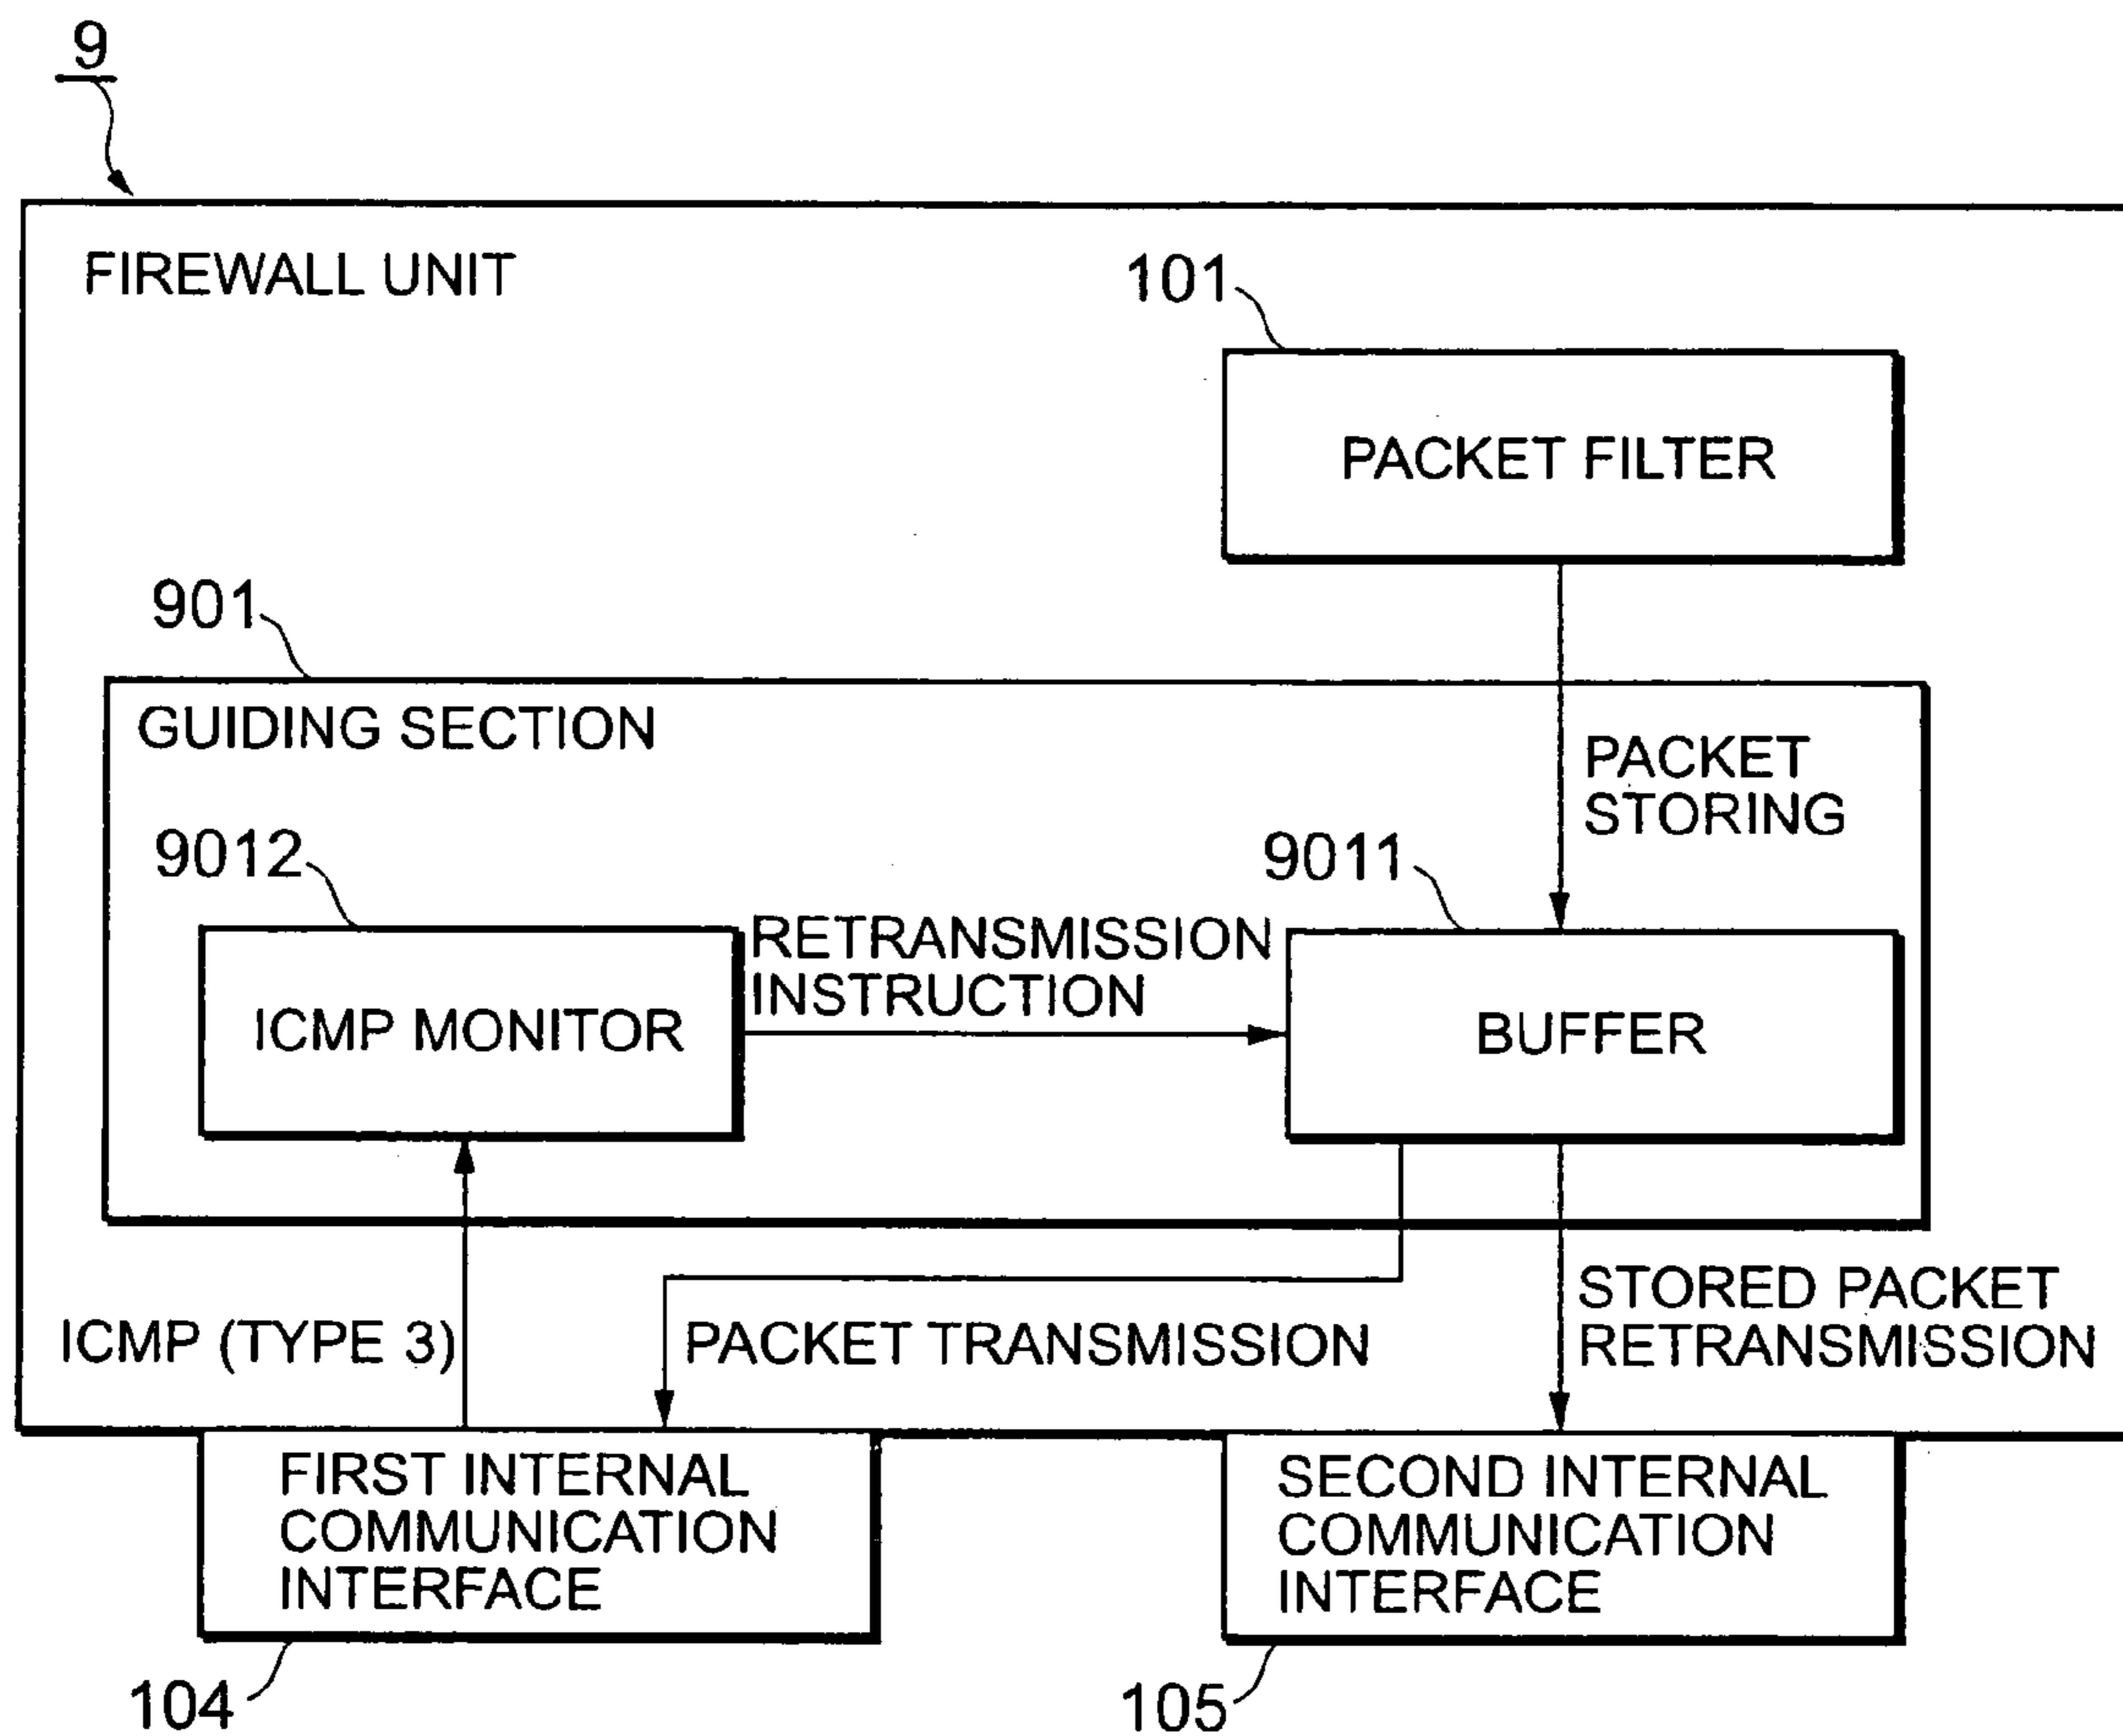 9
FIREWALL UNIT
101
PACKET FILTER
901
GUIDING SECTION
PACKET
STORING
9012
9011
RETRANSMISSION
INSTRUCTION
ICMP MONITOR
BUFFER
ICMP (TYPE 3)
PACKET TRANSMISSION
STORED PACKET
RETRANSMISSION
FIRST INTERNAL
COMMUNICATION
INTERFACE
SECOND INTERNAL
COMMUNICATION
INTERFACE
104
105